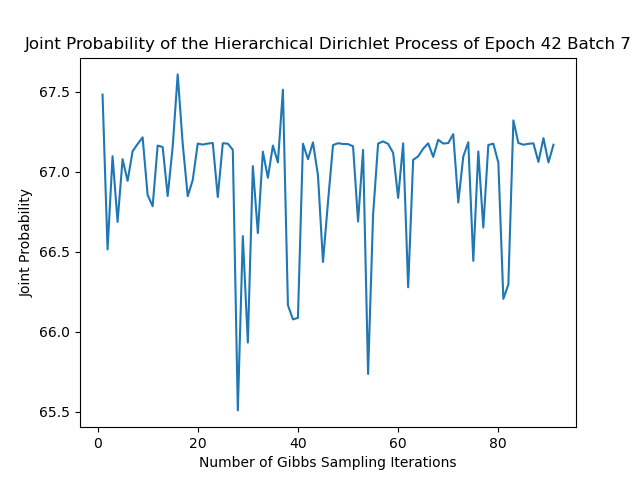 Joint Probability of the Hierarchical Dirichlet Process of Epoch 42 Batch 7
67.5
67.0
66.5
66.0
65.5
Joint Probability
0 20 40 60 80
Number of Gibbs Sampling Iterations